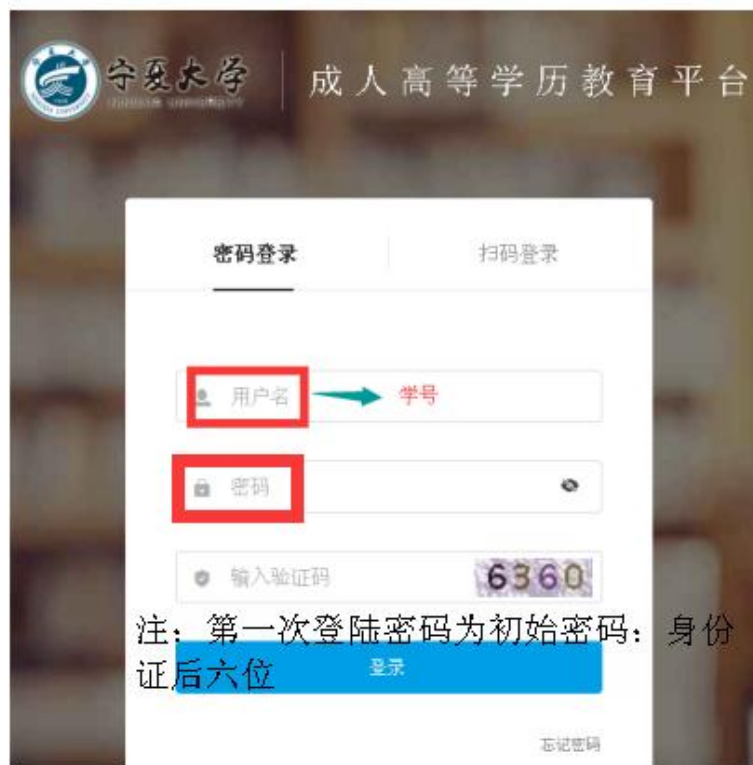 宁夏大学
NINGXIA UNIVERSITY
成人高等学历教育平台
密码登录
扫码登录
用户名
学号
密码
输入验证码
6360
注：第一次登陆密码为初始密码：身份
证后六位
登录
忘记密码